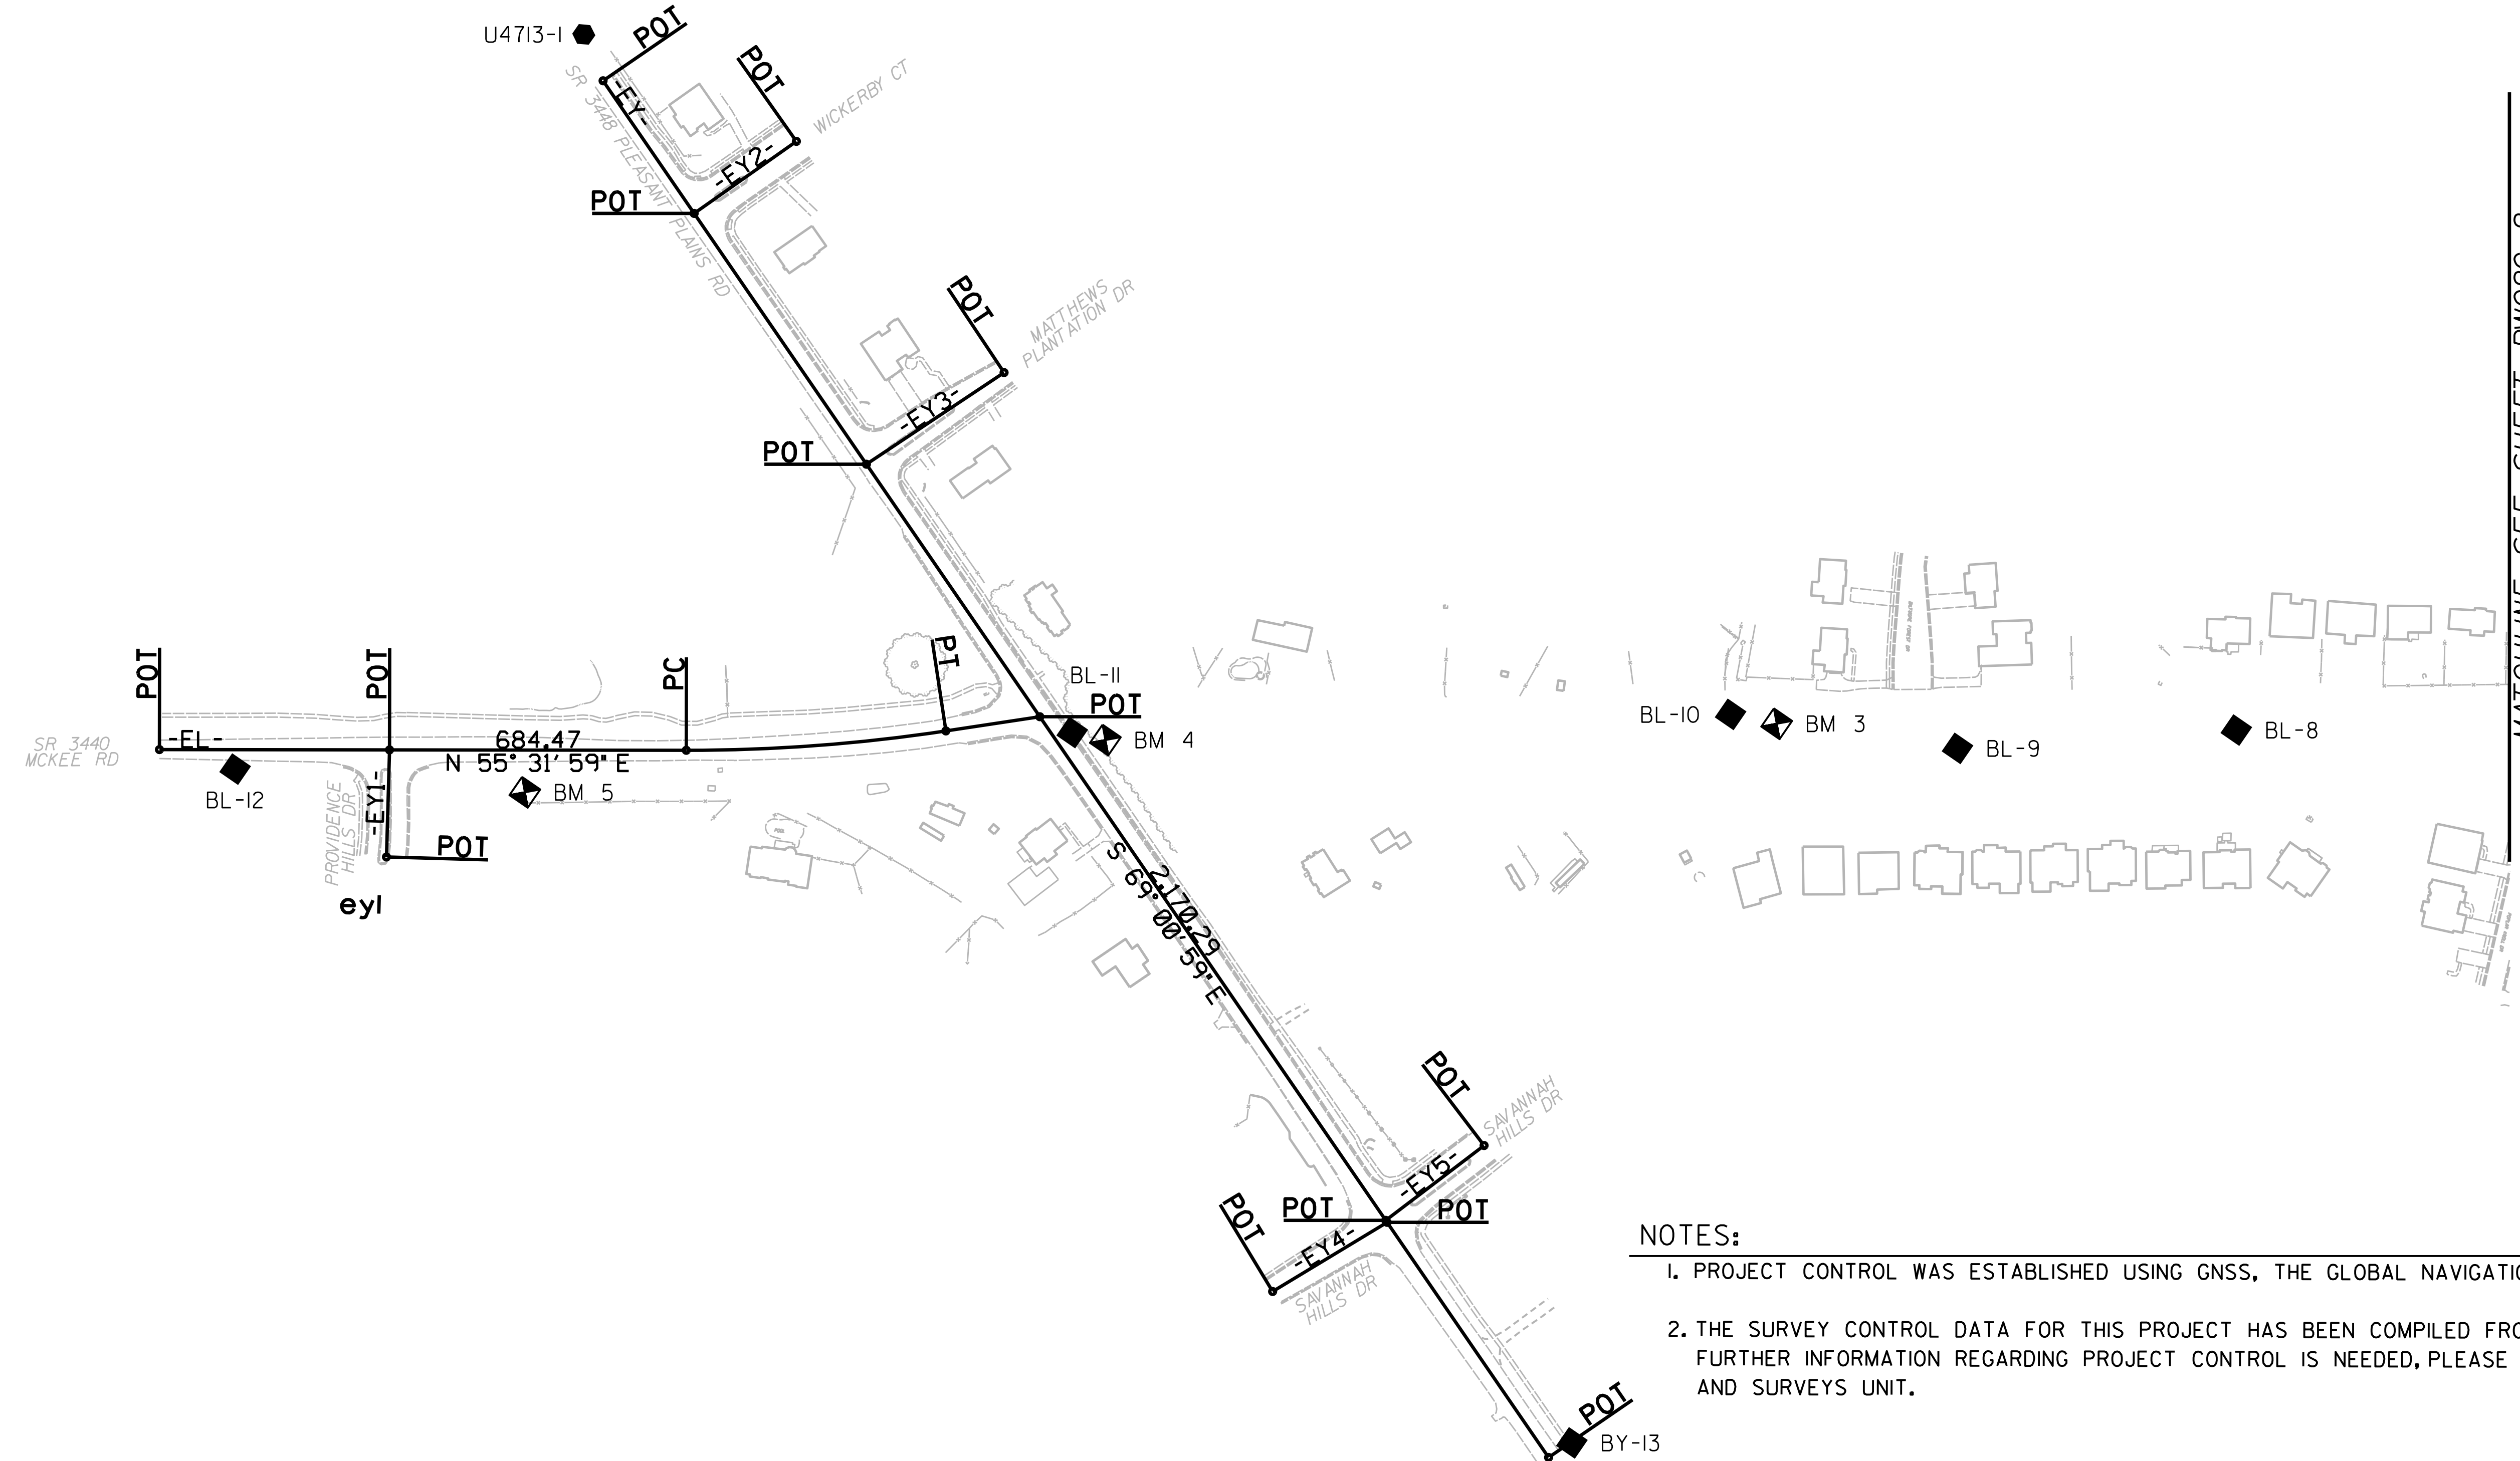 U4713-1
POT
POT
-EY-
WICKERBY CT
SR 3448 PLEASANT PLAINS RD
-EY2-
POT
POT
MATTHEWS
PLANTATION DR
-EY3-
POT
POT
POT
PC
PT
BL-11
POT
BM 4
BL-10
BM 3
BL-9
BL-8
SR 3440
MCKEE RD
-EL-
684.47
N 55° 31' 59" E
BL-12
BM 5
PROVIDENCE
HILLS DR
-EY1-
POT
eyl
POOL
2,170.29
S 69° 00' 59" E
POT
SAVANNAH
HILLS DR
-EY5-
POT
POT
POT
-EY4-
SAVANNAH
HILLS DR
POT
BY-13
NOTES:
1. PROJECT CONTROL WAS ESTABLISHED USING GNSS, THE GLOBAL NAVIGATIO
2. THE SURVEY CONTROL DATA FOR THIS PROJECT HAS BEEN COMPILED FRO
FURTHER INFORMATION REGARDING PROJECT CONTROL IS NEEDED, PLEASE
AND SURVEYS UNIT.